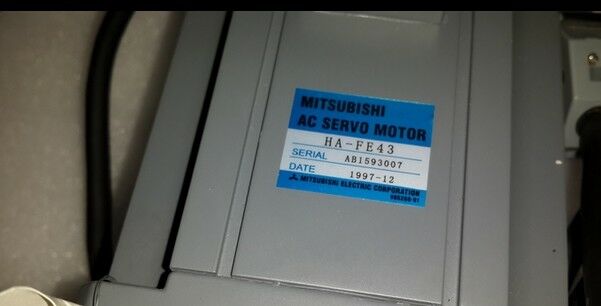 MITSUBISHI
AC SERVO MOTOR
HA-FE43
SERIAL AB1593007
DATE 1997-12
MITSUBISHI ELECTRIC CORPORATION